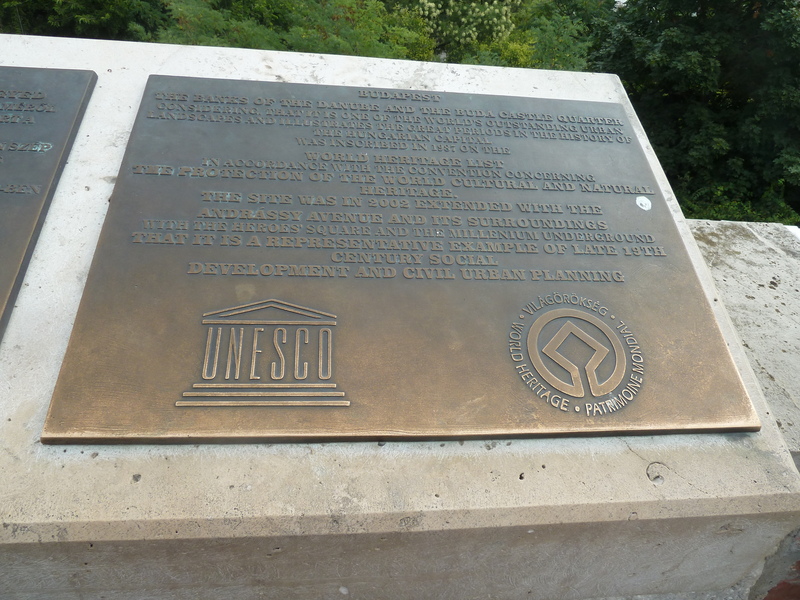 BUDAPEST
THE BANKS OF THE DANUBE AND THE BUDA CASTLE QUARTER
CONSIDERING THAT IT WAS ONE OF THE WORLD'S OUTSTANDING URBAN
LANDSCAPES AND ILLUSTRATES THE GREAT PERIODS IN THE HISTORY OF
THE HUNGARIAN CAPITAL
WAS INSCRIBED IN 1987 ON THE
WORLD HERITAGE LIST
IN ACCORDANCE WITH THE CONVENTION CONCERNING
THE PROTECTION OF THE WORLD CULTURAL AND NATURAL
HERITAGE.
THE SITE WAS IN 2002 EXTENDED WITH THE
ANDRASSY AVENUE AND ITS SURROUNDINGS
WITH THE HEROES' SQUARE AND THE MILLENIUM UNDERGROUND
THAT IT IS A REPRESENTATIVE EXAMPLE OF LATE 19TH
CENTURY SOCIAL
DEVELOPMENT AND CIVIL URBAN PLANNING
UNESCO
VILÁGÖRÖKSÉG • WORLD HERITAGE • PATRIMOINE MONDIAL •